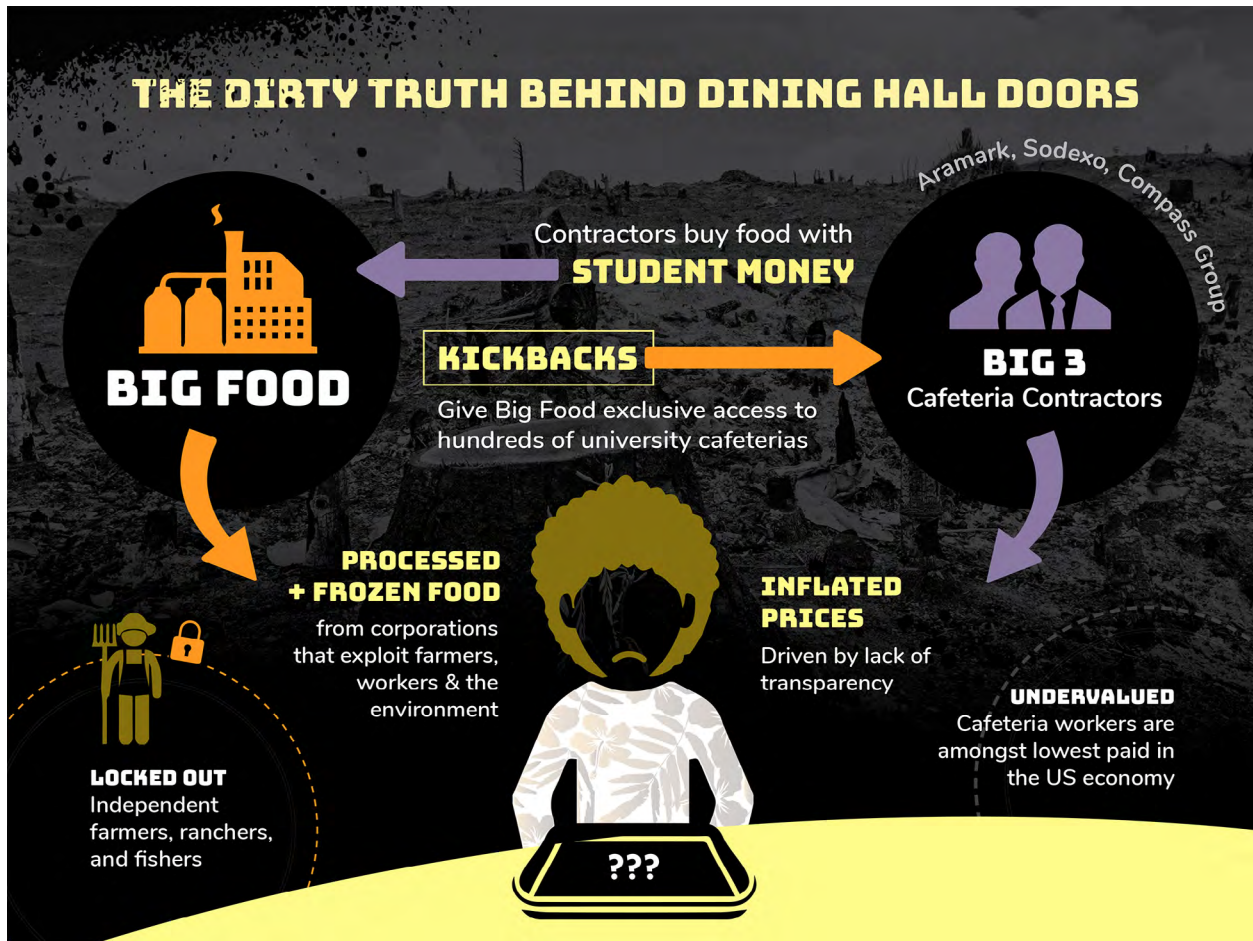 THE DIRTY TRUTH BEHIND DINING HALL DOORS
Aramark, Sodexo, Compass Group
Contractors buy food with
STUDENT MONEY
KICKBACKS
Give Big Food exclusive access to
hundreds of university cafeterias
BIG FOOD
BIG 3
Cafeteria Contractors
PROCESSED
+ FROZEN FOOD
from corporations
that exploit farmers,
workers & the
environment
INFLATED
PRICES
Driven by lack of
transparency
LOCKED OUT
Independent
farmers, ranchers,
and fishers
UNDERVALUED
Cafeteria workers are
amongst lowest paid in
the US economy
???